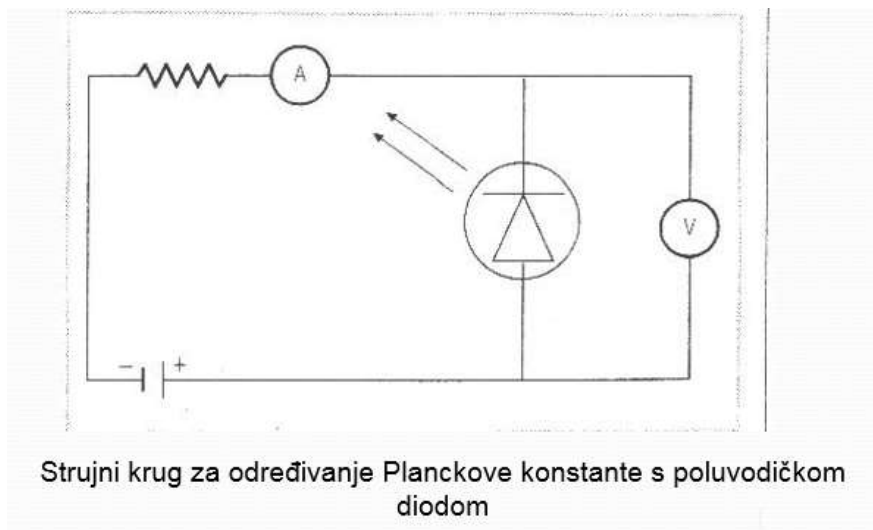 A
V
− +
Strujni krug za određivanje Planckove konstante s poluvodičkom
diodom